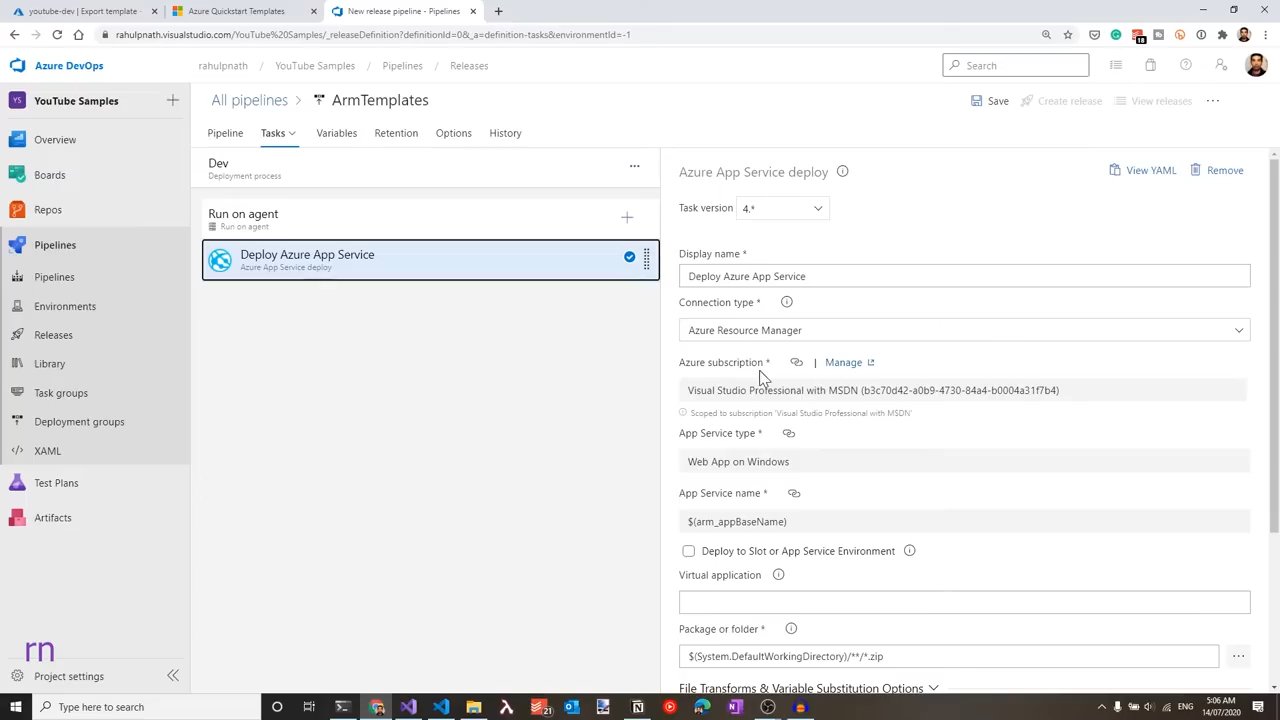 youtube-dev | Export template -
Azure Quickstart Templates
New release pipeline - Pipelines
rahulpnath.visualstudio.com/YouTube%20Samples/_releaseDefinition?definitionId=0&_a=definition-tasks&environmentId=-1
18
Azure DevOps
rahulpnath
YouTube Samples
Pipelines
Releases
Search
YS
YouTube Samples
All pipelines
ArmTemplates
Save
Create release
View releases
Overview
Boards
Repos
Pipelines
Pipelines
Environments
Releases
Library
Task groups
Deployment groups
XAML
Test Plans
Artifacts
rn
Project settings
Pipeline
Tasks
Variables
Retention
Options
History
Dev
Deployment process
Run on agent
Run on agent
Deploy Azure App Service
Azure App Service deploy
Azure App Service deploy
View YAML
Remove
Task version
4.*
Display name *
Deploy Azure App Service
Connection type *
Azure Resource Manager
Azure subscription *
|
Manage
Visual Studio Professional with MSDN (b3c70d42-a0b9-4730-84a4-b0004a31f7b4)
Scoped to subscription 'Visual Studio Professional with MSDN'
App Service type *
Web App on Windows
App Service name *
$(arm_appBaseName)
Deploy to Slot or App Service Environment
Virtual application
Package or folder *
$(System.DefaultWorkingDirectory)/**/*.zip
File Transforms & Variable Substitution Options
Type here to search
21
5:06 AM
14/07/2020